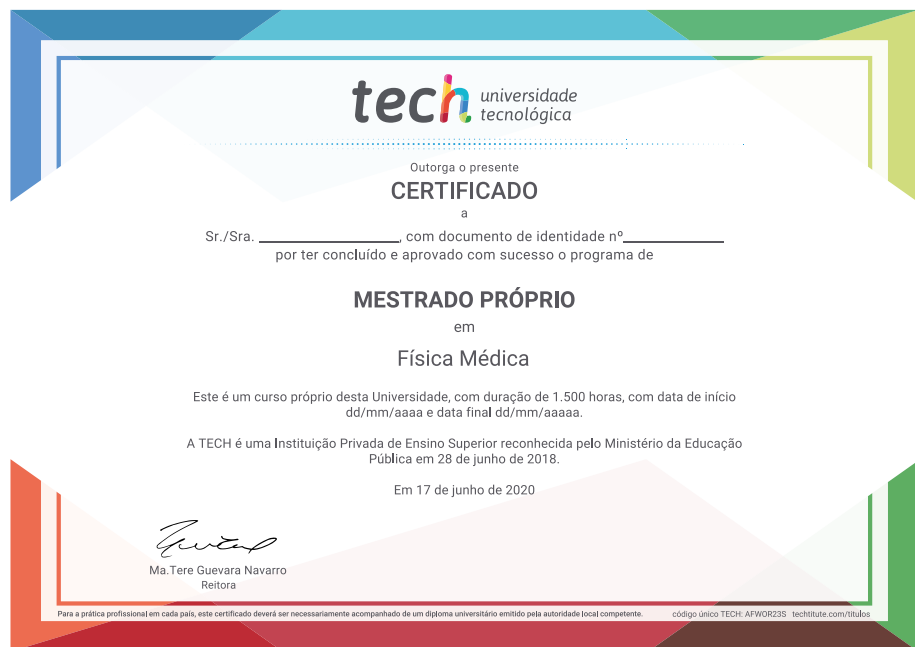 tech universidade
tecnológica
Outorga o presente
CERTIFICADO
a
Sr./Sra. ____________________, com documento de identidade nº______________
por ter concluído e aprovado com sucesso o programa de
MESTRADO PRÓPRIO
em
Física Médica
Este é um curso próprio desta Universidade, com duração de 1.500 horas, com data de início
dd/mm/aaaa e data final dd/mm/aaaaa.
A TECH é uma Instituição Privada de Ensino Superior reconhecida pelo Ministério da Educação
Pública em 28 de junho de 2018.
Em 17 de junho de 2020
Ma.Tere Guevara Navarro
Reitora
Para a prática profissional em cada país, este certificado deverá ser necessariamente acompanhado de um diploma universitário emitido pela autoridade local competente. código único TECH: AFWOR23S techtitute.com/titulos